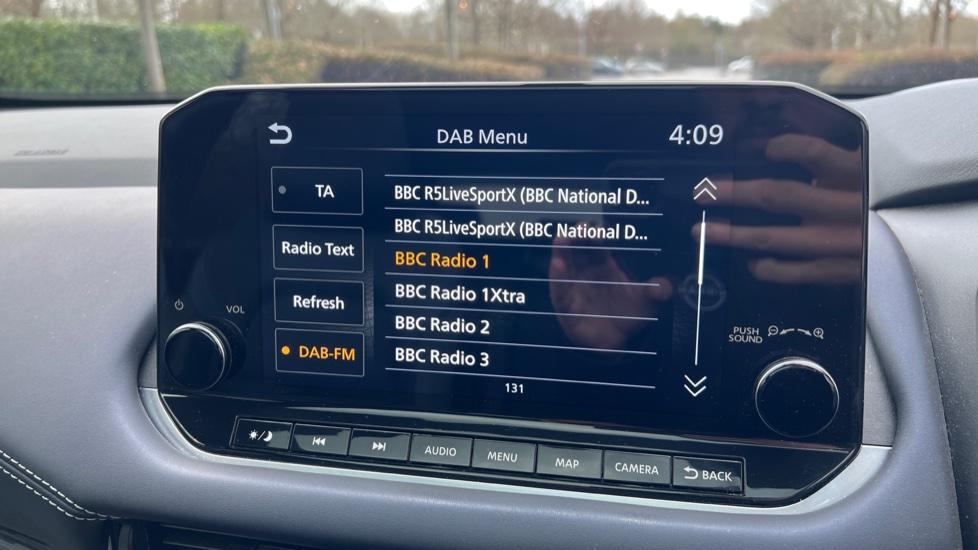 DAB Menu
4:09
TA
Radio Text
Refresh
DAB-FM
BBC R5LiveSportX (BBC National D...
BBC R5LiveSportX (BBC National D...
BBC Radio 1
BBC Radio 1Xtra
BBC Radio 2
BBC Radio 3
131
VOL
PUSH
SOUND
AUDIO
MENU
MAP
CAMERA
BACK